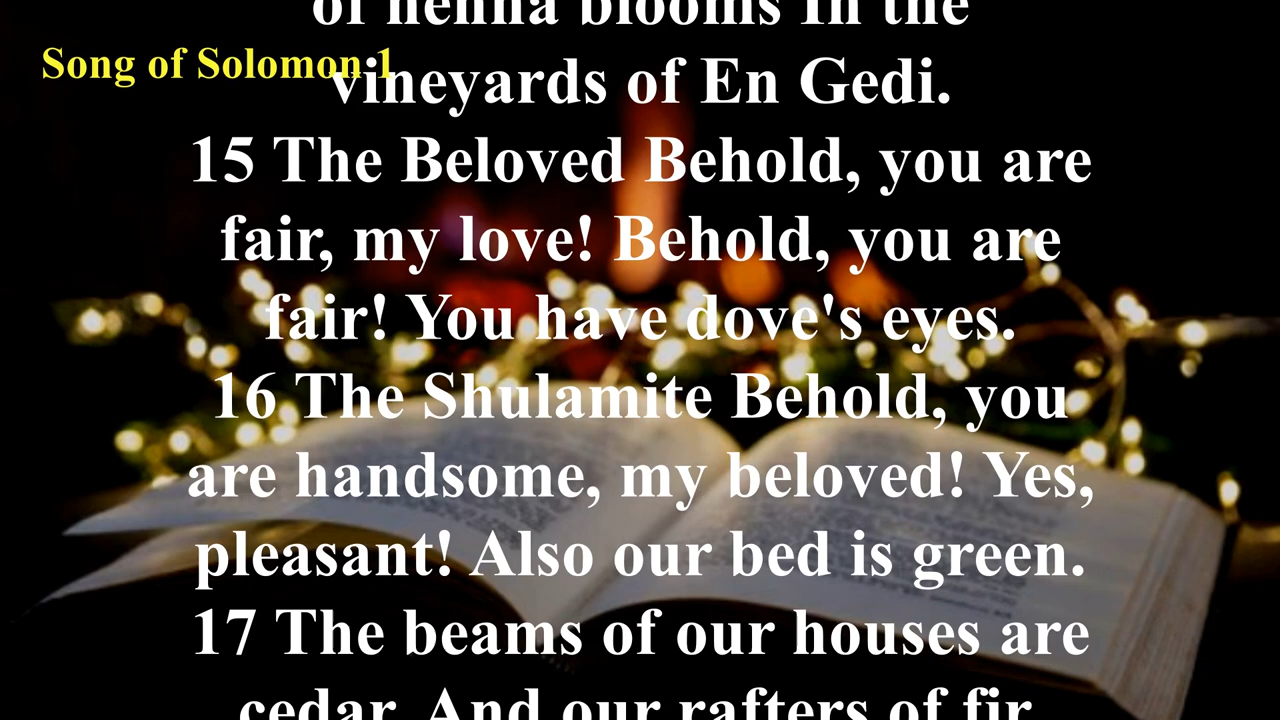 of henna blooms In the
Song of Solomon 1
vineyards of En Gedi.
15 The Beloved Behold, you are
fair, my love! Behold, you are
fair! You have dove's eyes.
16 The Shulamite Behold, you
are handsome, my beloved! Yes,
pleasant! Also our bed is green.
17 The beams of our houses are
cedar, And our rafters of fir.